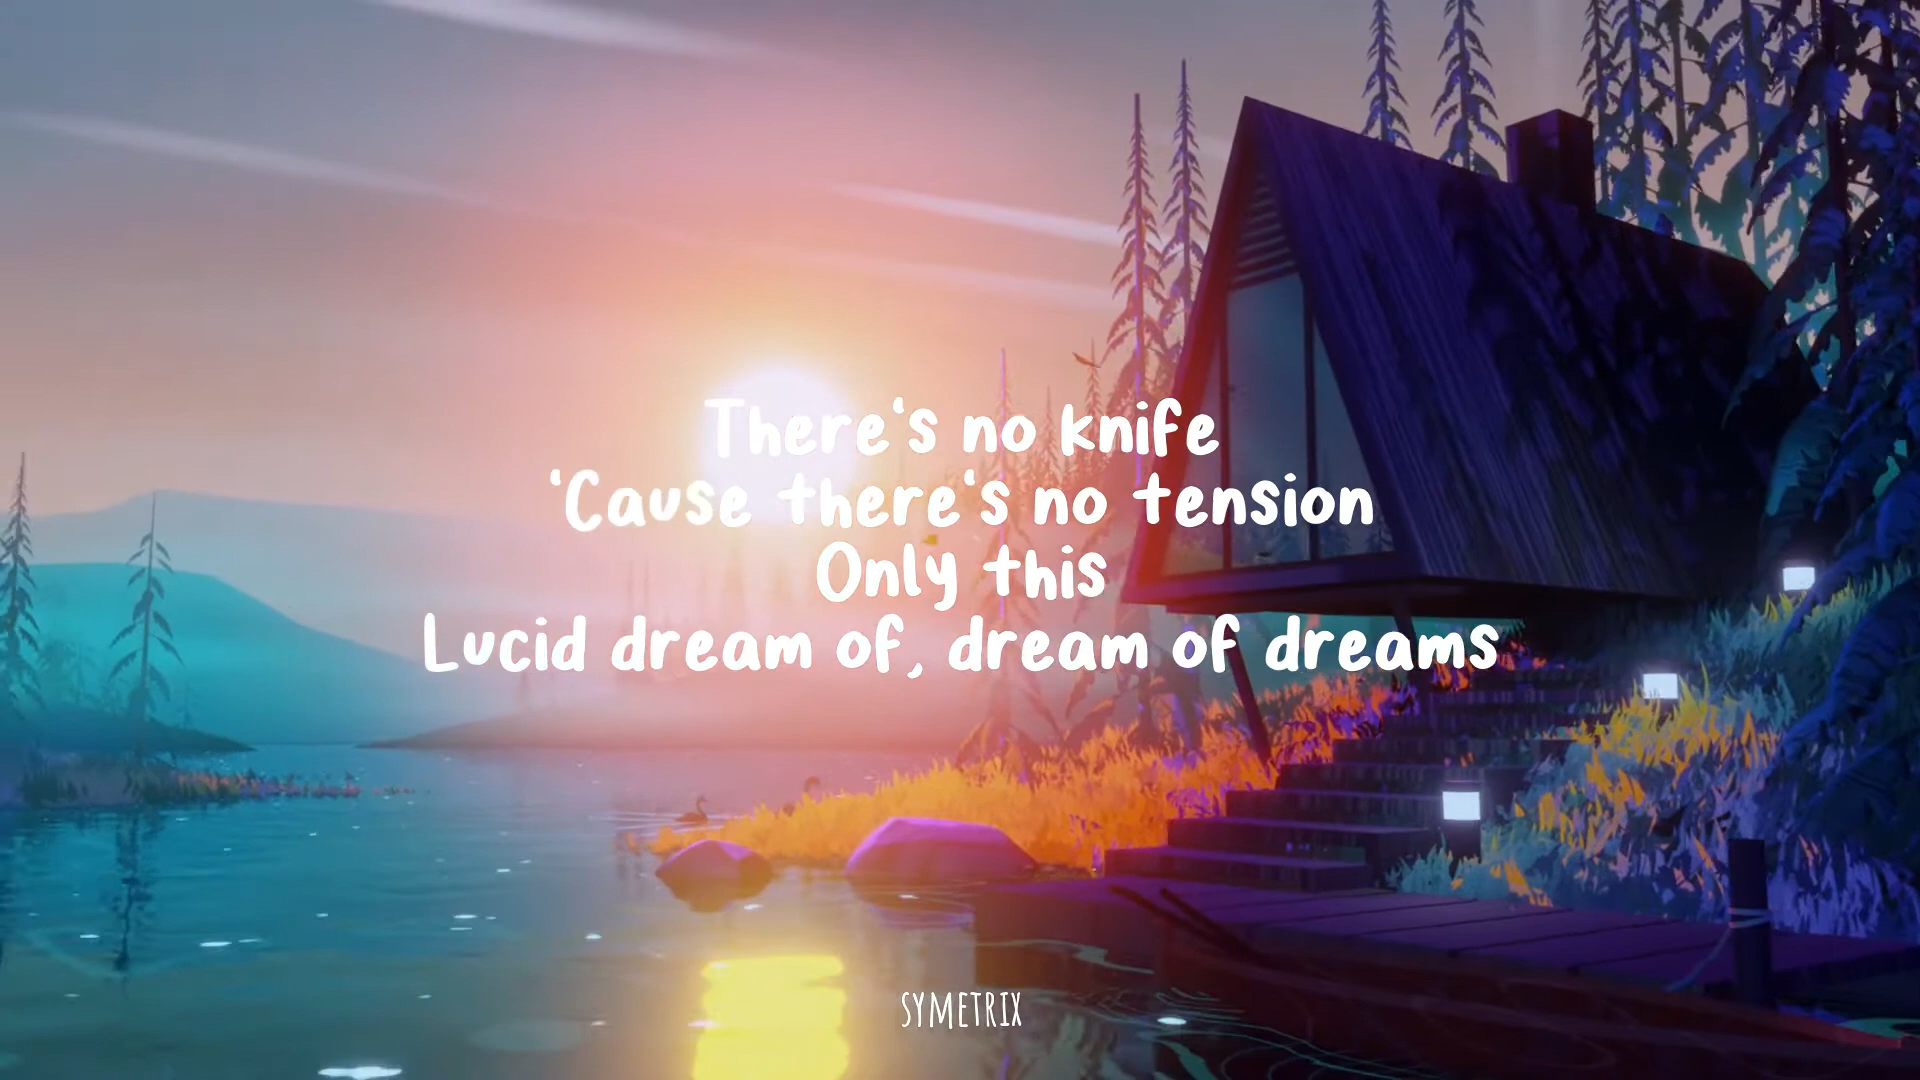 There's no knife
'Cause there's no tension
Only this
Lucid dream of, dream of dreams
SYMETRIX